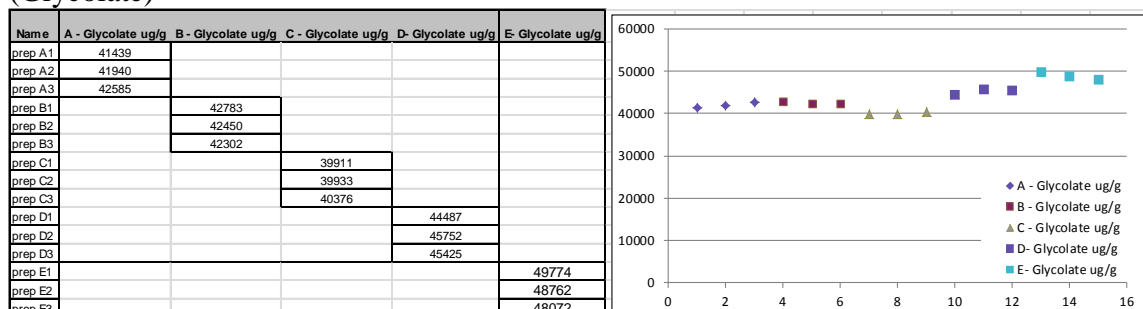 (Glycolate)
Name A - Glycolate ug/g B - Glycolate ug/g C - Glycolate ug/g D- Glycolate ug/g E- Glycolate ug/g
prep A1 41439
prep A2 41940
prep A3 42585
prep B1 42783
prep B2 42450
prep B3 42302
prep C1 39911
prep C2 39933
prep C3 40376
prep D1 44487
prep D2 45752
prep D3 45425
prep E1 49774
prep E2 48762
prep E3 48072
60000
50000
40000
30000
20000
10000
0
0 2 4 6 8 10 12 14 16
A - Glycolate ug/g
B - Glycolate ug/g
C - Glycolate ug/g
D- Glycolate ug/g
E- Glycolate ug/g